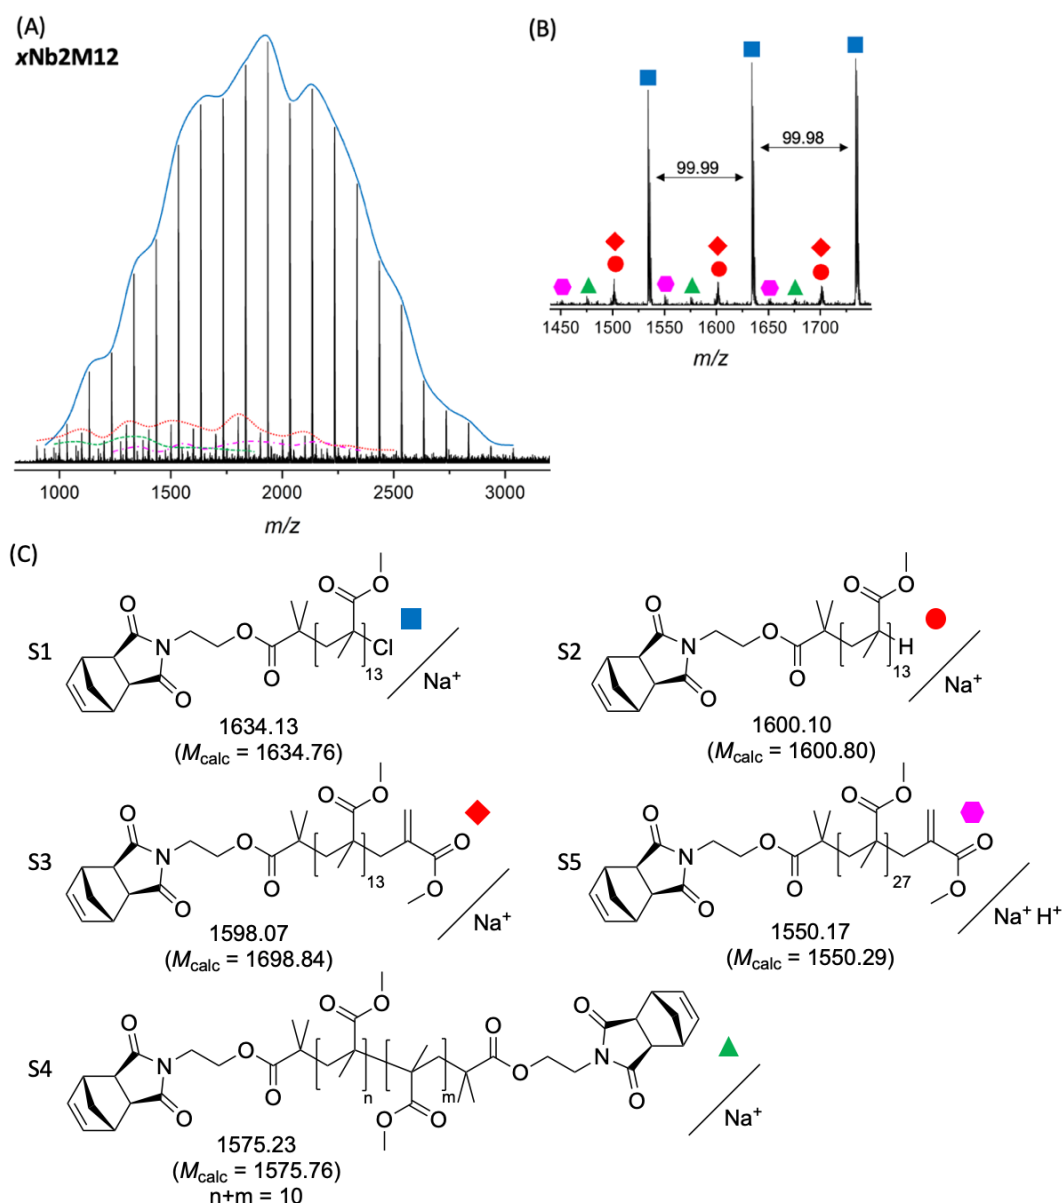 (A)
xNb2M12
1000 1500 2000 2500 3000
m/z
(B)
99.98
99.99
1450 1500 1550 1600 1650 1700
m/z
(C)
S1
O
N
O
O
O
O
O
Cl
13
Na+
1634.13
(Mcalc = 1634.76)
S2
O
N
O
O
O
O
O
H
13
Na+
1600.10
(Mcalc = 1600.80)
S3
O
N
O
O
O
O
O
O
O
13
Na+
1598.07
(Mcalc = 1698.84)
S5
O
N
O
O
O
O
O
O
O
27
Na+ H+
1550.17
(Mcalc = 1550.29)
S4
O
N
O
O
O
O
O
n
O
O
m
O
O
N
O
O
Na+
1575.23
(Mcalc = 1575.76)
n+m = 10